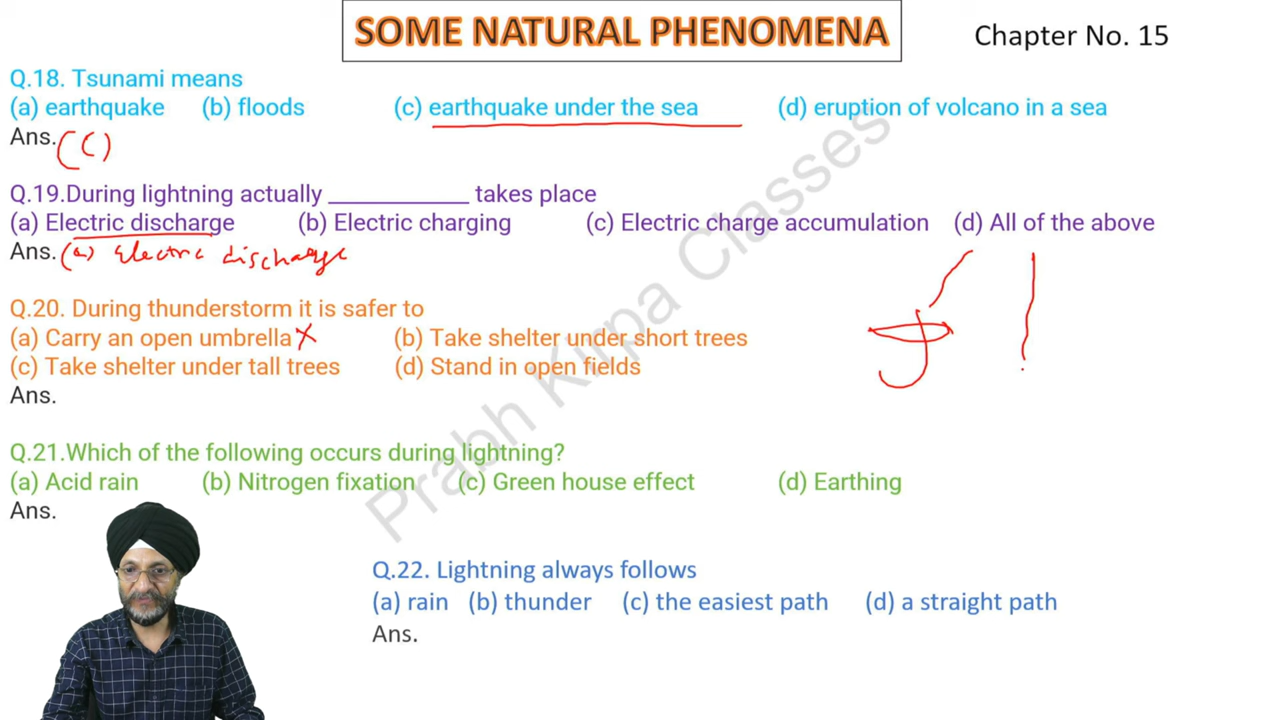 SOME NATURAL PHENOMENA
Chapter No. 15
Q.18. Tsunami means
(a) earthquake (b) floods (c) earthquake under the sea (d) eruption of volcano in a sea
Ans. (C)
Q.19.During lightning actually ___________ takes place
(a) Electric discharge (b) Electric charging (c) Electric charge accumulation (d) All of the above
Ans. (a) Electric discharge
Q.20. During thunderstorm it is safer to
(a) Carry an open umbrella X (b) Take shelter under short trees
(c) Take shelter under tall trees (d) Stand in open fields
Ans.
Q.21.Which of the following occurs during lightning?
(a) Acid rain (b) Nitrogen fixation (c) Green house effect (d) Earthing
Ans.
Q.22. Lightning always follows
(a) rain (b) thunder (c) the easiest path (d) a straight path
Ans.
Prabh Kirpa Classes